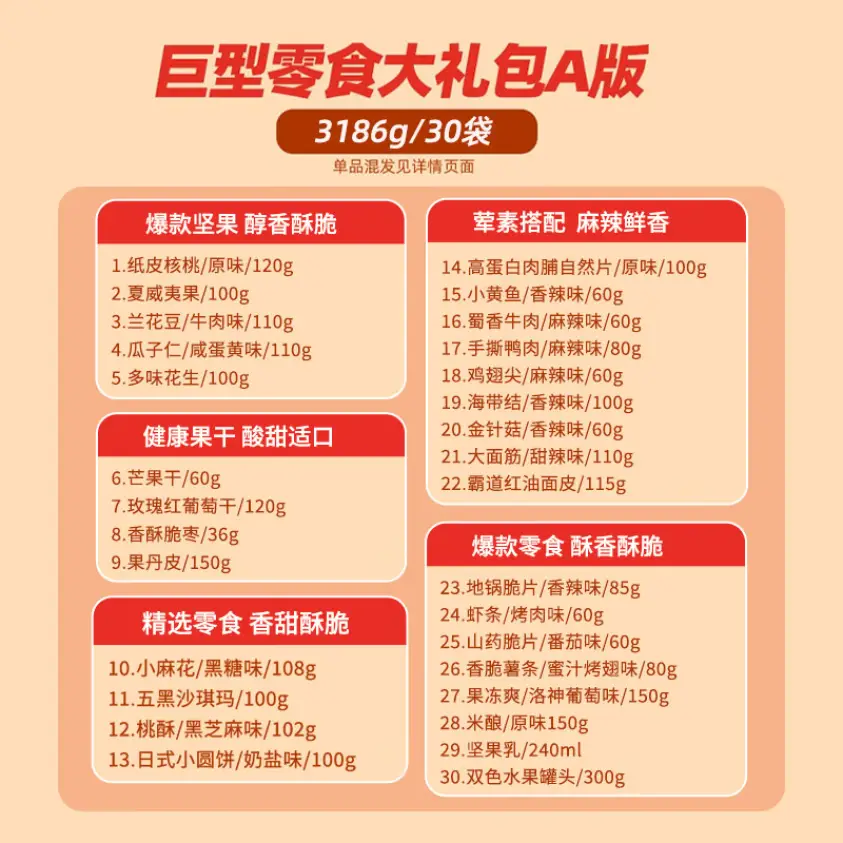 巨型零食大礼包A版
3186g/30袋
单品混发见详情页面
爆款坚果 醇香酥脆
1.纸皮核桃/原味/120g
2.夏威夷果/100g
3.兰花豆/牛肉味/110g
4.瓜子仁/咸蛋黄味/110g
5.多味花生/100g
健康果干 酸甜适口
6.芒果干/60g
7.玫瑰红葡萄干/120g
8.香酥脆枣/36g
9.果丹皮/150g
精选零食 香甜酥脆
10.小麻花/黑糖味/108g
11.五黑沙琪玛/100g
12.桃酥/黑芝麻味/102g
13.日式小圆饼/奶盐味/100g
荤素搭配 麻辣鲜香
14.高蛋白肉脯自然片/原味/100g
15.小黄鱼/香辣味/60g
16.蜀香牛肉/麻辣味/60g
17.手撕鸭肉/麻辣味/80g
18.鸡翅尖/麻辣味/60g
19.海带结/香辣味/100g
20.金针菇/香辣味/60g
21.大面筋/甜辣味/110g
22.霸道红油面皮/115g
爆款零食 酥香酥脆
23.地锅脆片/香辣味/85g
24.虾条/烤肉味/60g
25.山药脆片/番茄味/60g
26.香脆薯条/蜜汁烤翅味/80g
27.果冻爽/洛神葡萄味/150g
28.米酿/原味150g
29.坚果乳/240ml
30.双色水果罐头/300g